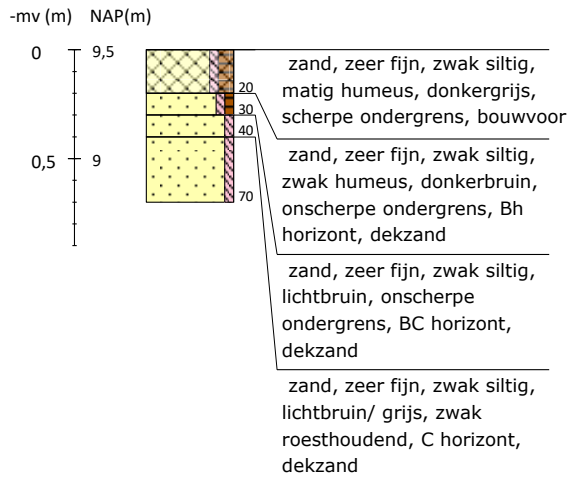 -mv (m) NAP(m)
0 9,5
20
30
40
0,5 9
70
zand, zeer fijn, zwak siltig,
matig humeus, donkergrijs,
scherpe ondergrens, bouwvoor
zand, zeer fijn, zwak siltig,
zwak humeus, donkerbruin,
onscherpe ondergrens, Bh
horizont, dekzand
zand, zeer fijn, zwak siltig,
lichtbruin, onscherpe
ondergrens, BC horizont,
dekzand
zand, zeer fijn, zwak siltig,
lichtbruin/ grijs, zwak
roesthoudend, C horizont,
dekzand